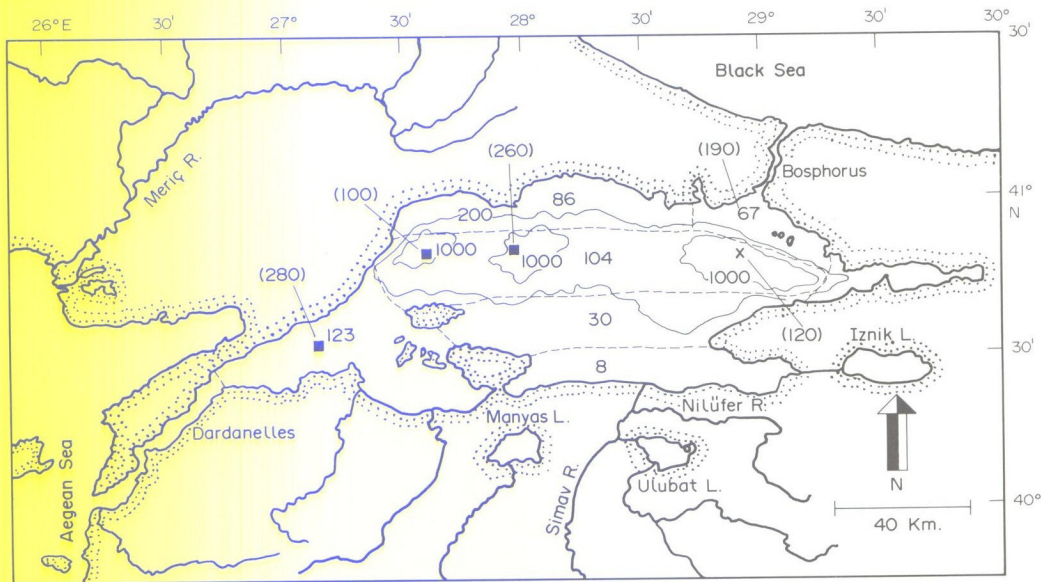 26°E 30' 27 30' 28° 29° 30' 30°
30'
Black Sea
Meriç R.
(260)
(190)
Bosphorus
(100)
86
200
67
41°
N
1000
1000
104
1000
(280)
123
30
(120)
Iznik L.
30'
8
Manyas L.
Nilüfer R.
Dardanelles
Aegean Sea
Simav R.
Ulubat L.
N
40 Km.
40°